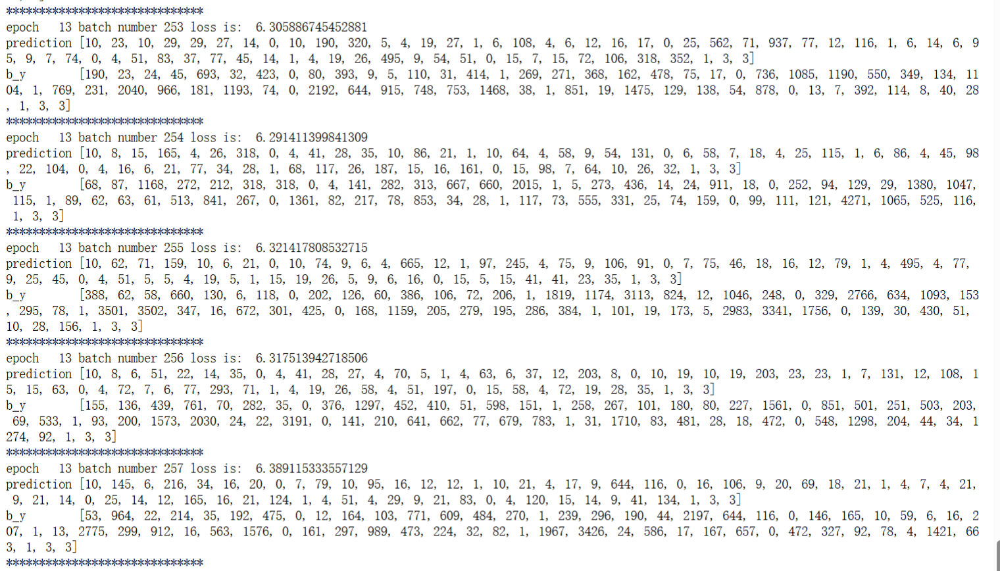 ******************************
epoch   13 batch number 253 loss is:  6.305886745452881
prediction [10, 23, 10, 29, 29, 27, 14, 0, 10, 190, 320, 5, 4, 19, 27, 1, 6, 108, 4, 6, 12, 16, 17, 0, 25, 562, 71, 937, 77, 12, 116, 1, 6, 14, 6, 9
5, 9, 7, 74, 0, 4, 51, 83, 37, 77, 45, 14, 1, 4, 19, 26, 495, 9, 54, 51, 0, 15, 7, 15, 72, 106, 318, 352, 1, 3, 3]
b_y        [190, 23, 24, 45, 693, 32, 423, 0, 80, 393, 9, 5, 110, 31, 414, 1, 269, 271, 368, 162, 478, 75, 17, 0, 736, 1085, 1190, 550, 349, 134, 11
04, 1, 769, 231, 2040, 966, 181, 1193, 74, 0, 2192, 644, 915, 748, 753, 1468, 38, 1, 851, 19, 1475, 129, 138, 54, 878, 0, 13, 7, 392, 114, 8, 40, 28
, 1, 3, 3]
******************************
epoch   13 batch number 254 loss is:  6.291411399841309
prediction [10, 8, 15, 165, 4, 26, 318, 0, 4, 41, 28, 35, 10, 86, 21, 1, 10, 64, 4, 58, 9, 54, 131, 0, 6, 58, 7, 18, 4, 25, 115, 1, 6, 86, 4, 45, 98
, 22, 104, 0, 4, 16, 6, 21, 77, 34, 28, 1, 68, 117, 26, 187, 15, 16, 161, 0, 15, 98, 7, 64, 10, 26, 32, 1, 3, 3]
b_y        [68, 87, 1168, 272, 212, 318, 318, 0, 4, 141, 282, 313, 667, 660, 2015, 1, 5, 273, 436, 14, 24, 911, 18, 0, 252, 94, 129, 29, 1380, 1047,
115, 1, 89, 62, 63, 61, 513, 841, 267, 0, 1361, 82, 217, 78, 853, 34, 28, 1, 117, 73, 555, 331, 25, 74, 159, 0, 99, 111, 121, 4271, 1065, 525, 116,
1, 3, 3]
******************************
epoch   13 batch number 255 loss is:  6.321417808532715
prediction [10, 62, 71, 159, 10, 6, 21, 0, 10, 74, 9, 6, 4, 665, 12, 1, 97, 245, 4, 75, 9, 106, 91, 0, 7, 75, 46, 18, 16, 12, 79, 1, 4, 495, 4, 77,
9, 25, 45, 0, 4, 51, 5, 5, 4, 19, 5, 1, 15, 19, 26, 5, 9, 6, 16, 0, 15, 5, 15, 41, 41, 23, 35, 1, 3, 3]
b_y        [388, 62, 58, 660, 130, 6, 118, 0, 202, 126, 60, 386, 106, 72, 206, 1, 1819, 1174, 3113, 824, 12, 1046, 248, 0, 329, 2766, 634, 1093, 153
, 295, 78, 1, 3501, 3502, 347, 16, 672, 301, 425, 0, 168, 1159, 205, 279, 195, 286, 384, 1, 101, 19, 173, 5, 2983, 3341, 1756, 0, 139, 30, 430, 51,
10, 28, 156, 1, 3, 3]
******************************
epoch   13 batch number 256 loss is:  6.317513942718506
prediction [10, 8, 6, 51, 22, 14, 35, 0, 4, 41, 28, 27, 4, 70, 5, 1, 4, 63, 6, 37, 12, 203, 8, 0, 10, 19, 10, 19, 203, 23, 23, 1, 7, 131, 12, 108, 1
5, 15, 63, 0, 4, 72, 7, 6, 77, 293, 71, 1, 4, 19, 26, 58, 4, 51, 197, 0, 15, 58, 4, 72, 19, 28, 35, 1, 3, 3]
b_y        [155, 136, 439, 761, 70, 282, 35, 0, 376, 1297, 452, 410, 51, 598, 151, 1, 258, 267, 101, 180, 80, 227, 1561, 0, 851, 501, 251, 503, 203,
69, 533, 1, 93, 200, 1573, 2030, 24, 22, 3191, 0, 141, 210, 641, 662, 77, 679, 783, 1, 31, 1710, 83, 481, 28, 18, 472, 0, 548, 1298, 204, 44, 34, 1
274, 92, 1, 3, 3]
******************************
epoch   13 batch number 257 loss is:  6.389115333557129
prediction [10, 145, 6, 216, 34, 16, 20, 0, 7, 79, 10, 95, 16, 12, 12, 1, 10, 21, 4, 17, 9, 644, 116, 0, 16, 106, 9, 20, 69, 18, 21, 1, 4, 7, 4, 21,
9, 21, 14, 0, 25, 14, 12, 165, 16, 21, 124, 1, 4, 51, 4, 29, 9, 21, 83, 0, 4, 120, 15, 14, 9, 41, 134, 1, 3, 3]
b_y        [53, 964, 22, 214, 35, 192, 475, 0, 12, 164, 103, 771, 609, 484, 270, 1, 239, 296, 190, 44, 2197, 644, 116, 0, 146, 165, 10, 59, 6, 16, 2
07, 1, 13, 2775, 299, 912, 16, 563, 1576, 0, 161, 297, 989, 473, 224, 32, 82, 1, 1967, 3426, 24, 586, 17, 167, 657, 0, 472, 327, 92, 78, 4, 1421, 66
3, 1, 3, 3]
******************************